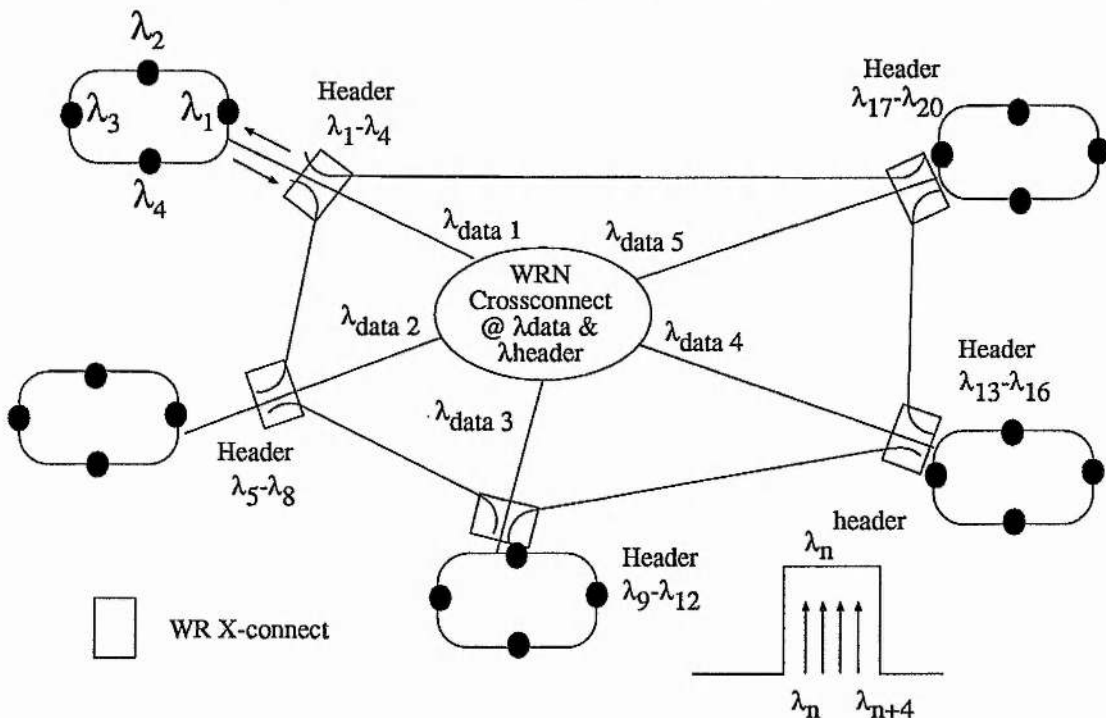 λ2
λ3
λ1
λ4
Header
λ1-λ4
Header
λ17-λ20
λdata 1
λdata 5
WRN
Crossconnect
@ λdata &
λheader
λdata 2
λdata 4
λdata 3
Header
λ5-λ8
Header
λ13-λ16
Header
λ9-λ12
WR X-connect
header
λn
λn
λn+4